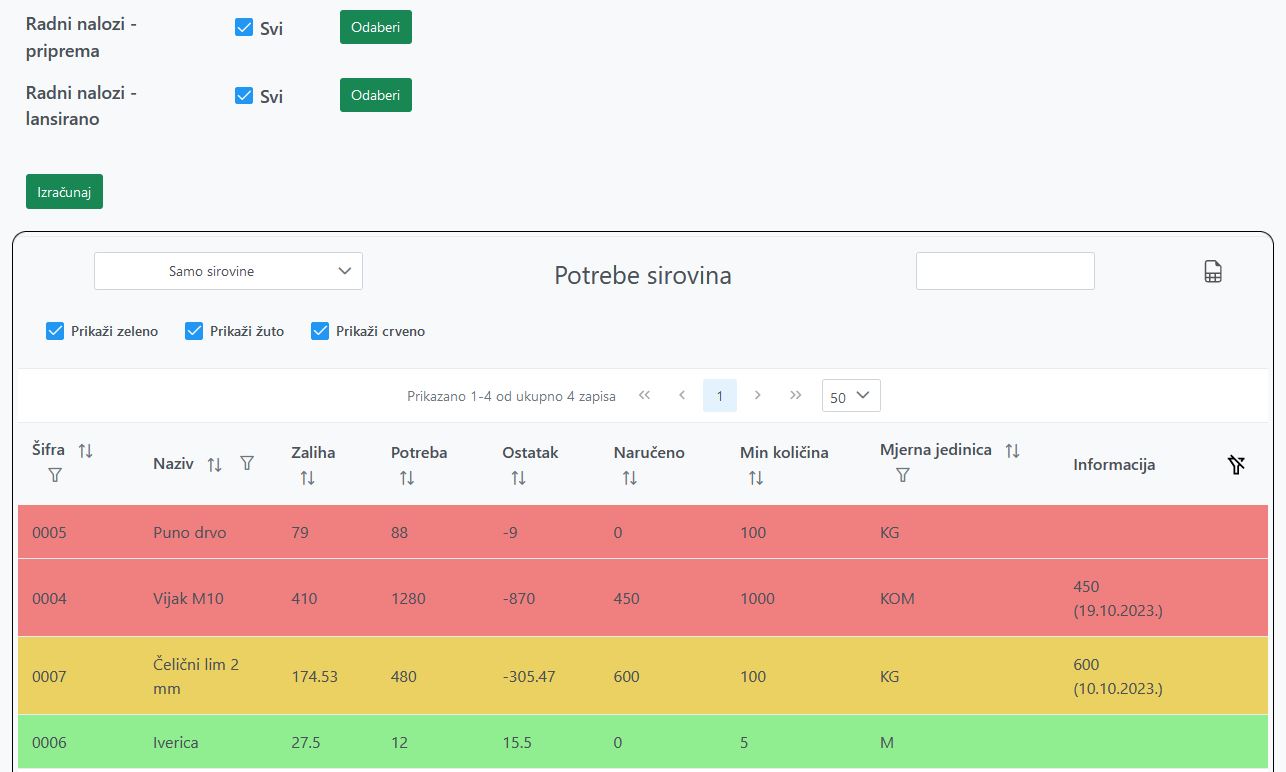 Radni nalozi -
priprema
Svi
Odaberi
Radni nalozi -
lansirano
Svi
Odaberi
Izračunaj
Samo sirovine
Potrebe sirovina
Prikaži zeleno
Prikaži žuto
Prikaži crveno
Prikazano 1-4 od ukupno 4 zapisa
1
50
Šifra Naziv Zaliha Potreba Ostatak Naručeno Min količina Mjerna jedinica Informacija
0005 Puno drvo 79 88 -9 0 100 KG
0004 Vijak M10 410 1280 -870 450 1000 KOM 450
(19.10.2023.)
0007 Čelični lim 2
mm 174.53 480 -305.47 600 100 KG 600
(10.10.2023.)
0006 Iverica 27.5 12 15.5 0 5 M